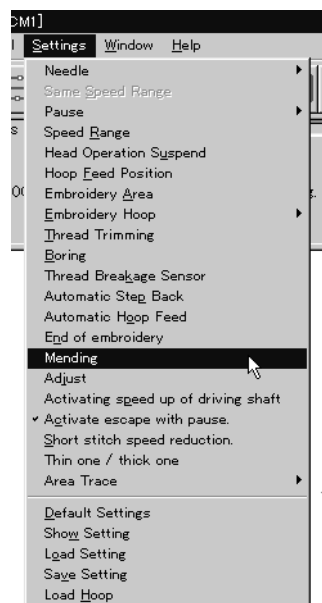 CM1]
Settings Window Help
Needle
Same Speed Range
Pause
Speed Range
Head Operation Suspend
Hoop Feed Position
Embroidery Area
Embroidery Hoop
Thread Trimming
Boring
Thread Breakage Sensor
Automatic Step Back
Automatic Hoop Feed
End of embroidery
Mending
Adjust
Activating speed up of driving shaft
Activate escape with pause.
Short stitch speed reduction.
Thin one / thick one
Area Trace
Default Settings
Show Setting
Load Setting
Save Setting
Load Hoop